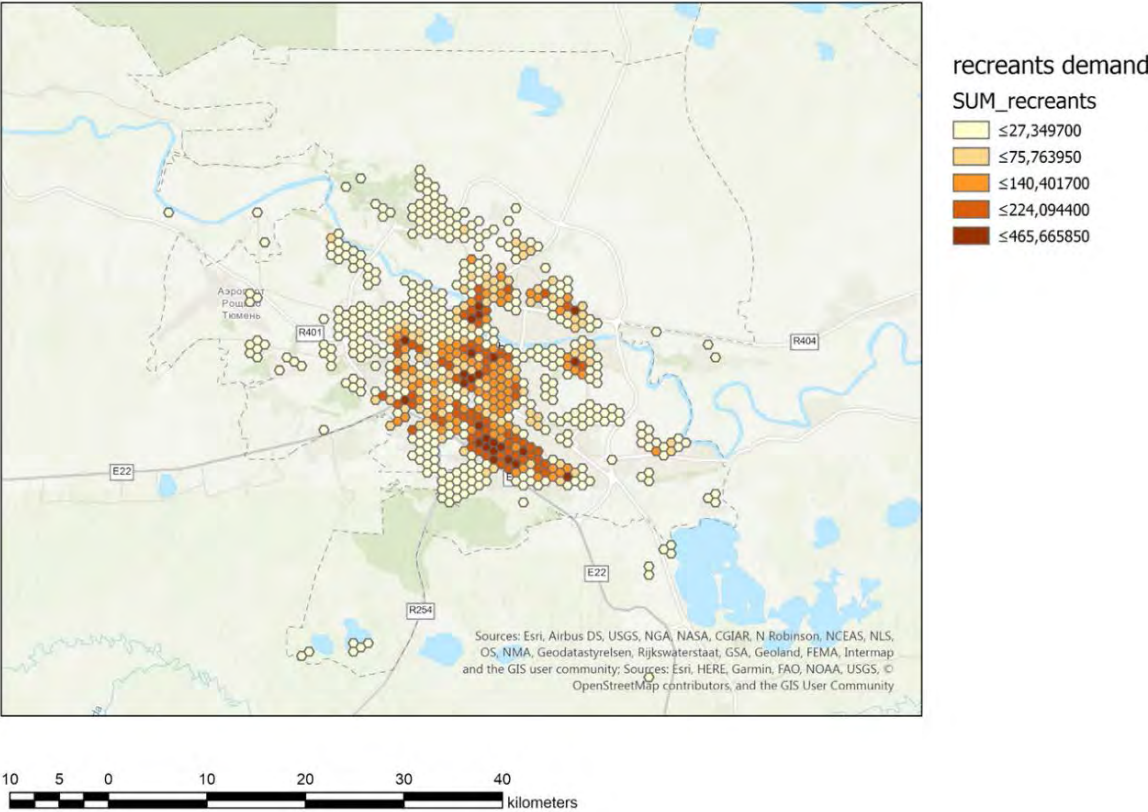 recreants demand
SUM_recreants
≤27,349700
≤75,763950
≤140,401700
≤224,094400
≤465,665850
Тюмень
R401
R404
E22
E22
R254
Sources: Esri, Airbus DS, USGS, NGA, NASA, CGIAR, N Robinson, NCEAS, NLS,
OS, NMA, Geodatastyrelsen, Rijkswaterstaat, GSA, Geoland, FEMA, Intermap
and the GIS user community; Sources: Esri, HERE, Garmin, FAO, NOAA, USGS, ©
OpenStreetMap contributors, and the GIS User Community
10 5 0 10 20 30 40
kilometers